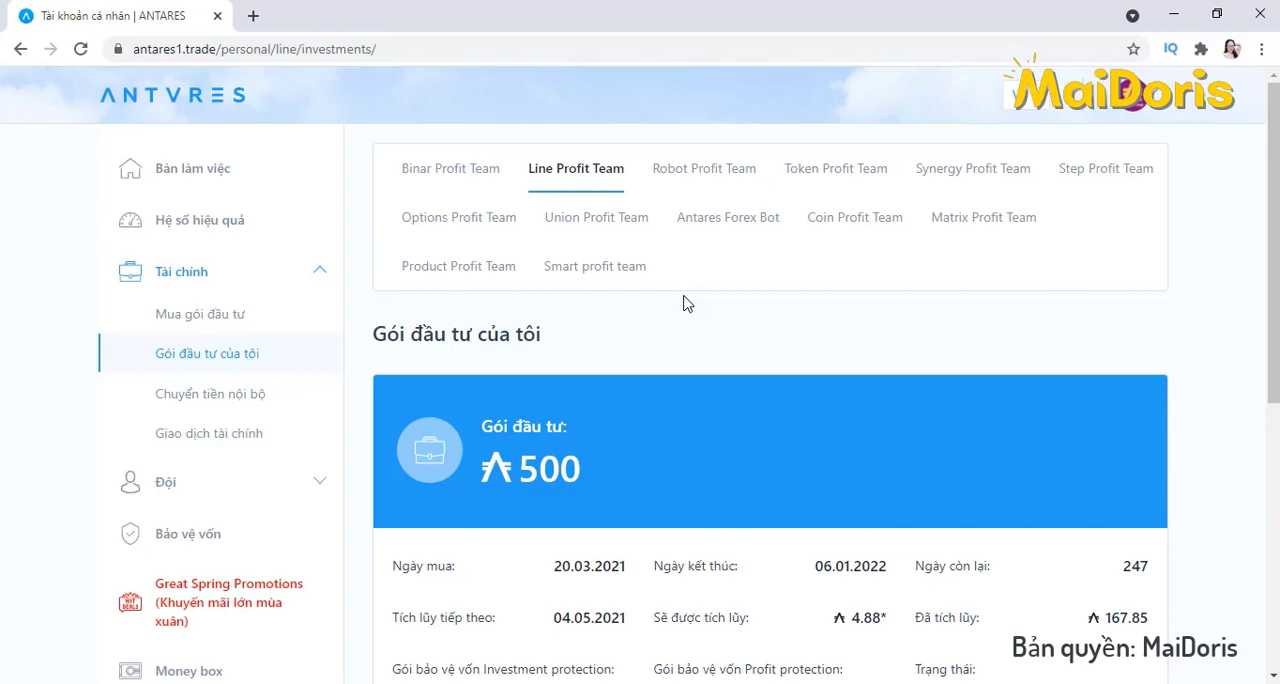 Tài khoản cá nhân | ANTARES
antares1.trade/personal/line/investments/
IQ
MaiDoris
ANTVRES
Bàn làm việc
Hệ số hiệu quả
Tài chính
Mua gói đầu tư
Gói đầu tư của tôi
Chuyển tiền nội bộ
Giao dịch tài chính
Đội
Bảo vệ vốn
Great Spring Promotions
(Khuyến mãi lớn mùa
xuân)
HOT DEALS
Money box
Binar Profit Team Line Profit Team Robot Profit Team Token Profit Team Synergy Profit Team Step Profit Team
Options Profit Team Union Profit Team Antares Forex Bot Coin Profit Team Matrix Profit Team
Product Profit Team Smart profit team
Gói đầu tư của tôi
Gói đầu tư:
₳ 500
Ngày mua: 20.03.2021 Ngày kết thúc: 06.01.2022 Ngày còn lại: 247
Tích lũy tiếp theo: 04.05.2021 Sẽ được tích lũy: ₳ 4.88* Đã tích lũy: ₳ 167.85
Gói bảo vệ vốn Investment protection: Gói bảo vệ vốn Profit protection: Trạng thái:
Bản quyền: MaiDoris